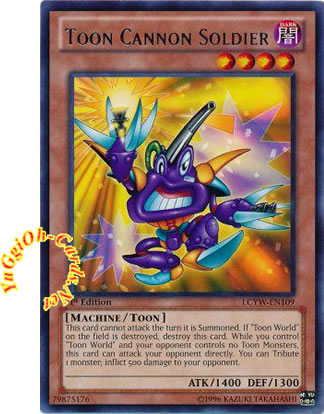 TOON CANNON SOLDIER
DARK
闇
YuGgiOh-Cards.Net
1st Edition
LCYW-EN109
[MACHINE / TOON]
This card cannot attack the turn it is Summoned. If "Toon World"
on the field is destroyed, destroy this card. While you control
"Toon World" and your opponent controls no Toon Monsters,
this card can attack your opponent directly. You can Tribute
1 monster; inflict 500 damage to your opponent.
ATK/1400 DEF/1300
79875176
©1996 KAZUKI TAKAHASHI